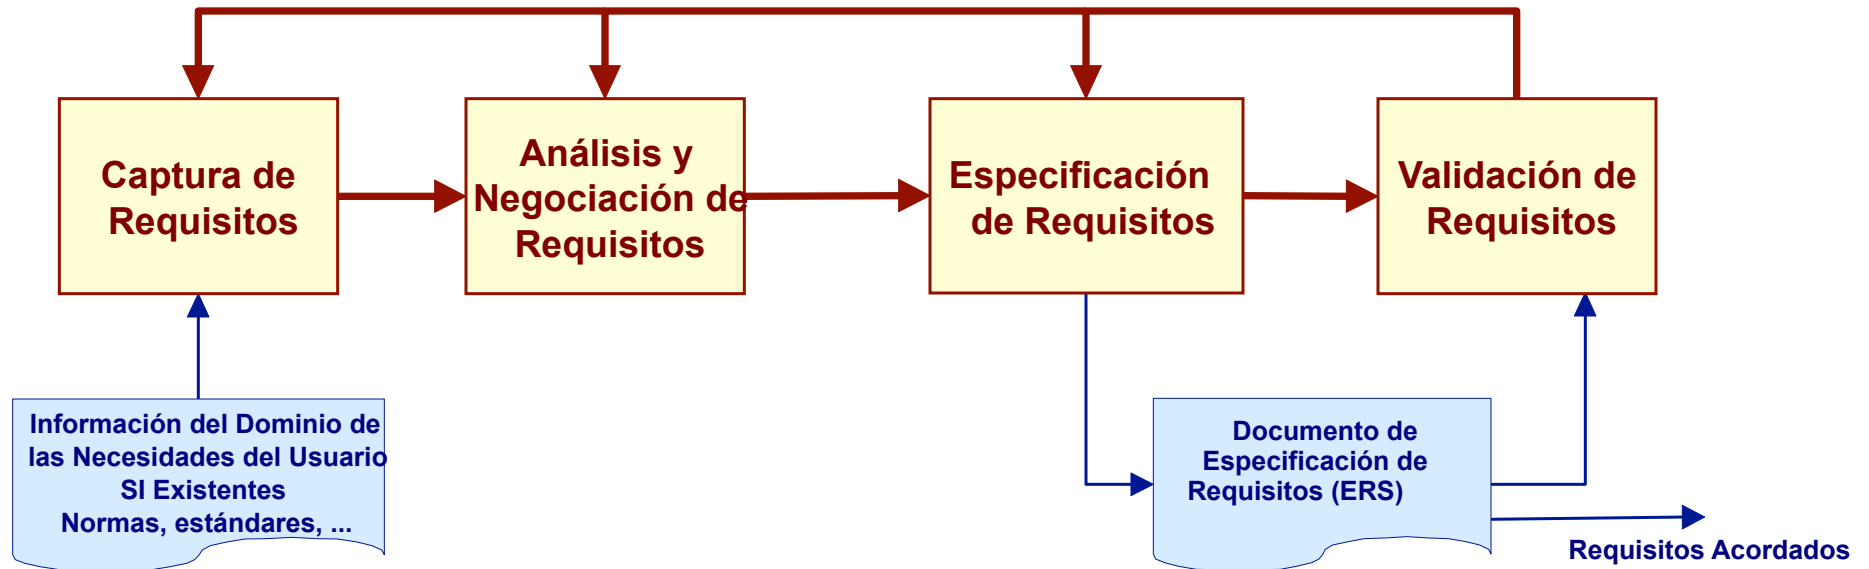 Captura de
Requisitos
Análisis y
Negociación de
Requisitos
Especificación
de Requisitos
Validación de
Requisitos
Información del Dominio de
las Necesidades del Usuario
SI Existentes
Normas, estándares, ...
Documento de
Especificación de
Requisitos (ERS)
Requisitos Acordados